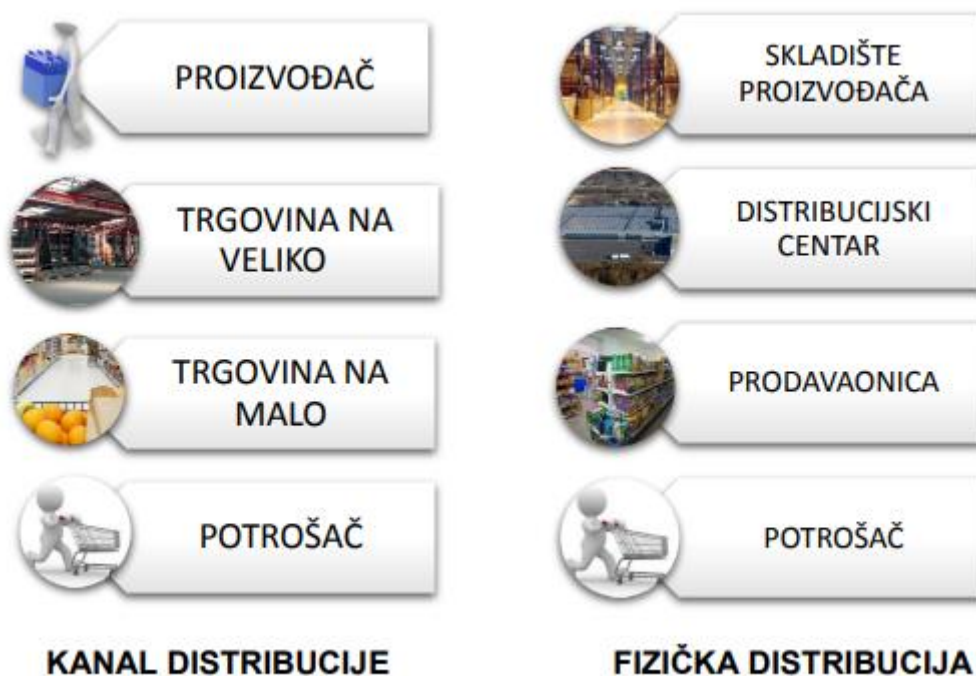 PROIZVOĐAČ
TRGOVINA NA
VELIKO
TRGOVINA NA
MALO
POTROŠAČ
KANAL DISTRIBUCIJE
SKLADIŠTE
PROIZVOĐAČA
DISTRIBUCIJSKI
CENTAR
PRODAVAONICA
POTROŠAČ
FIZIČKA DISTRIBUCIJA